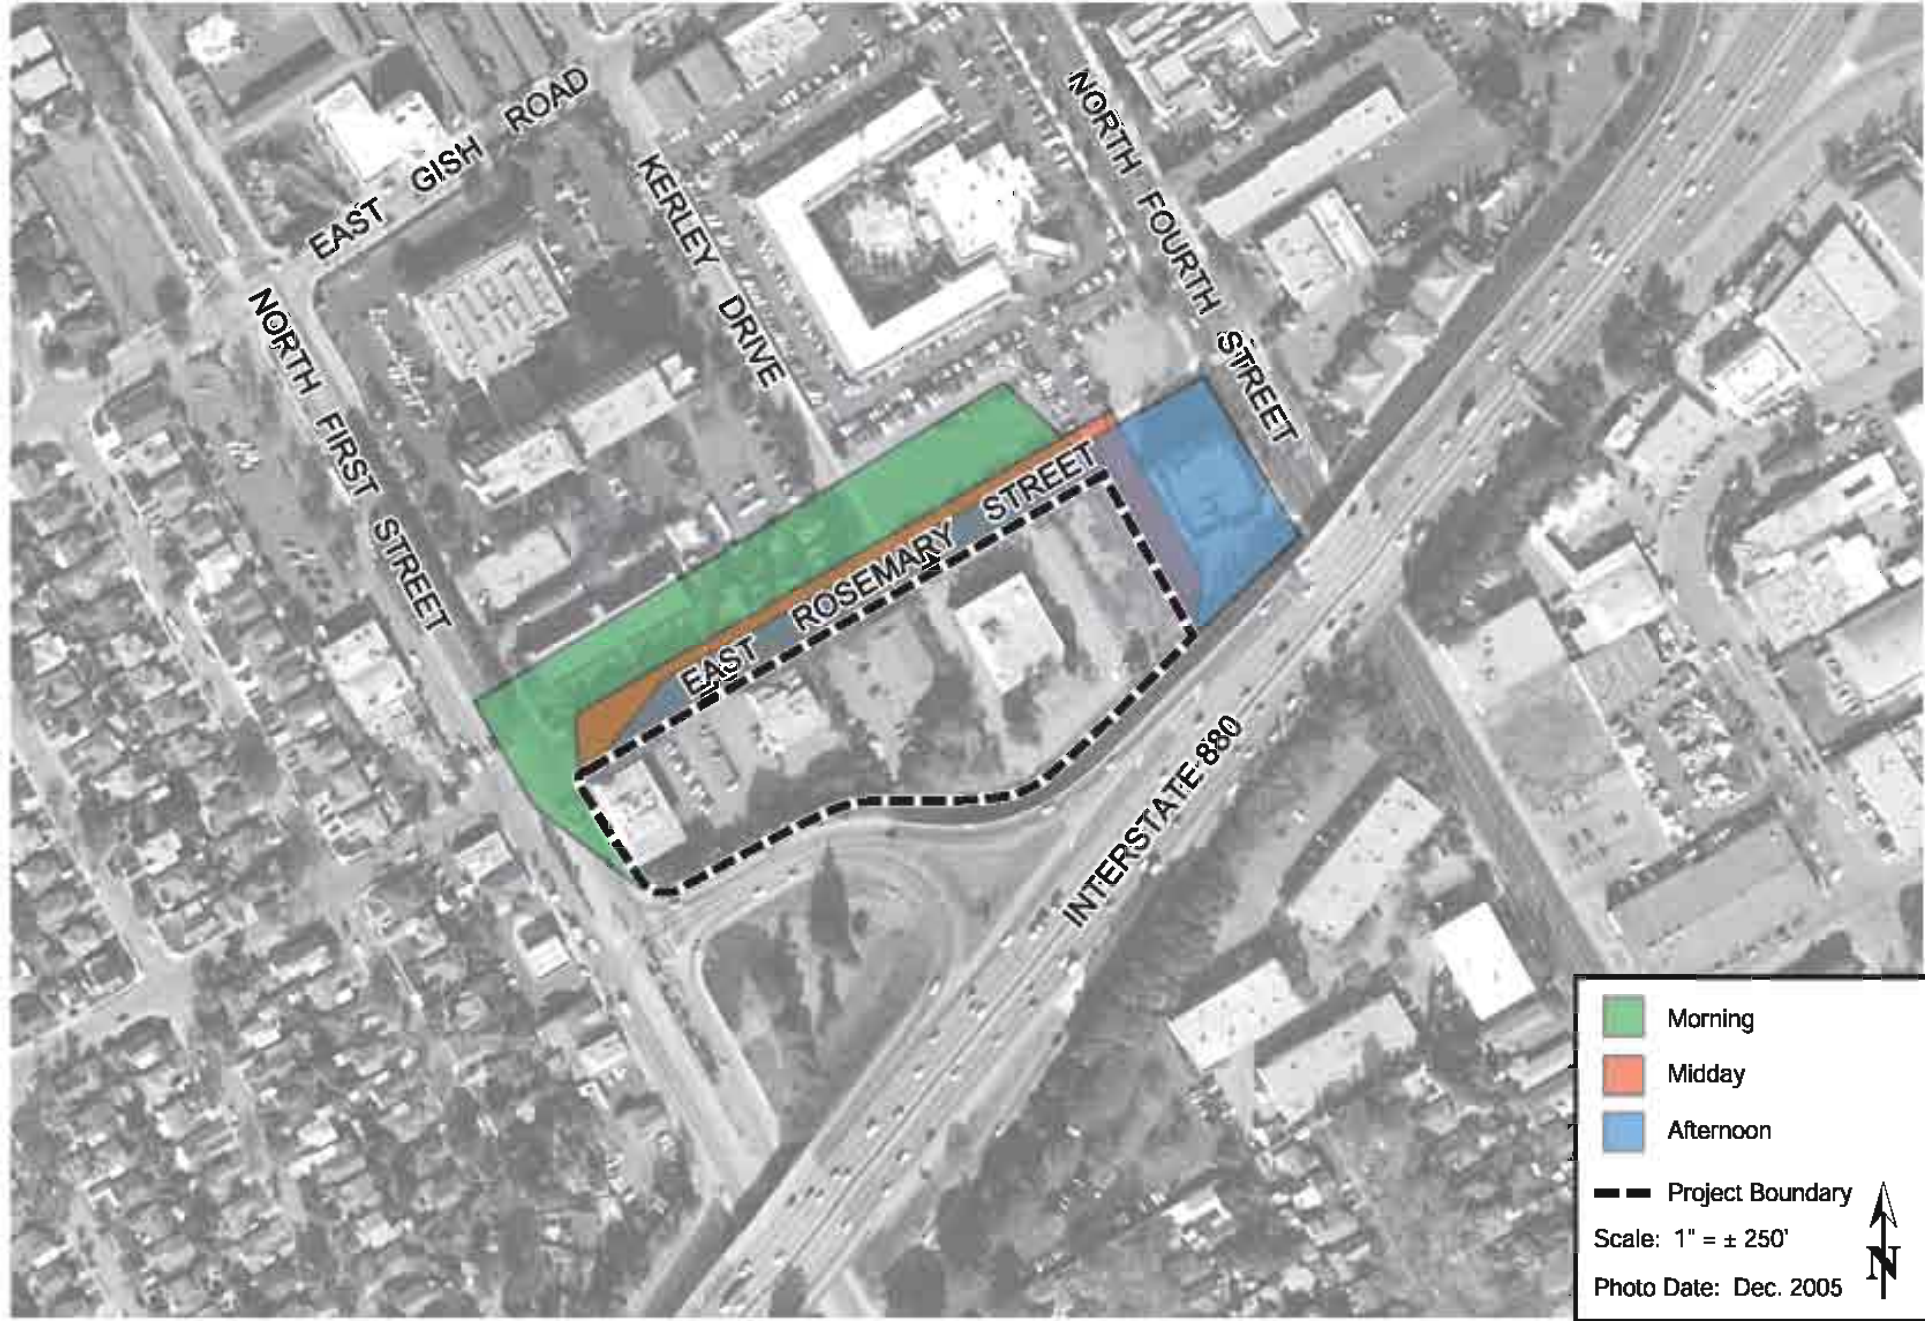 EAST GISH ROAD
KERLEY DRIVE
NORTH FOURTH STREET
NORTH FIRST STREET
EAST ROSEMARY STREET
INTERSTATE 880
Morning
Midday
Afternoon
Project Boundary
Scale: 1" = ± 250'
Photo Date: Dec. 2005
N